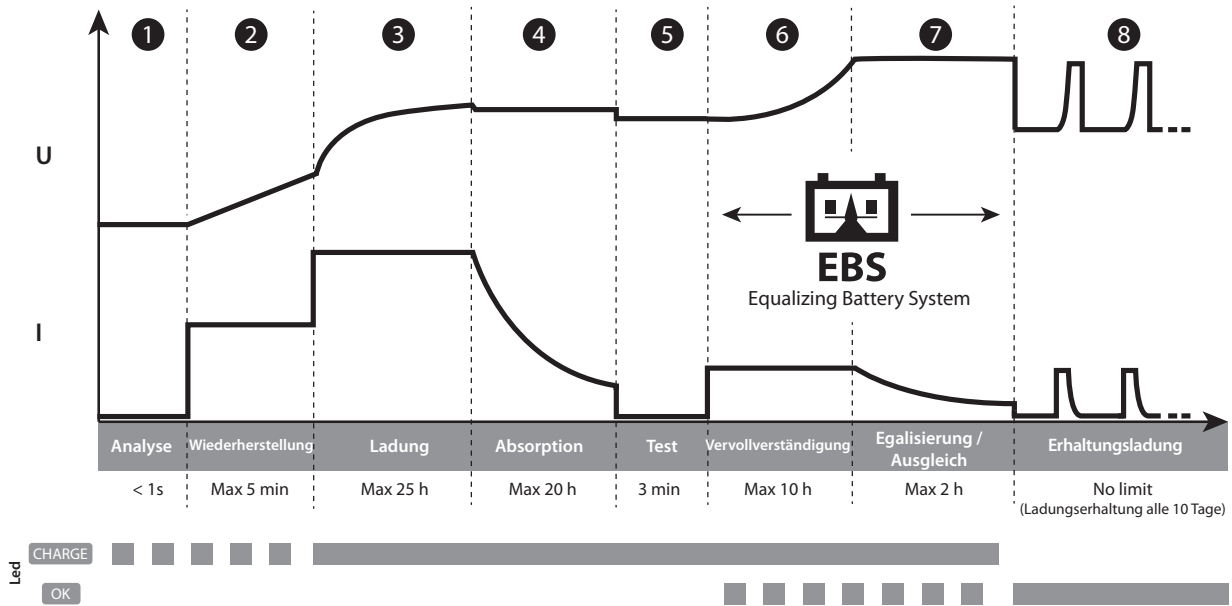 1 2 3 4 5 6 7 8
U
EBS
Equalizing Battery System
I
Analyse Wiederherstellung Ladung Absorption Test Vervollverständigung Egalisierung / Ausgleich Erhaltungsladung
< 1s Max 5 min Max 25 h Max 20 h 3 min Max 10 h Max 2 h No limit
(Ladungserhaltung alle 10 Tage)
Led
CHARGE
OK